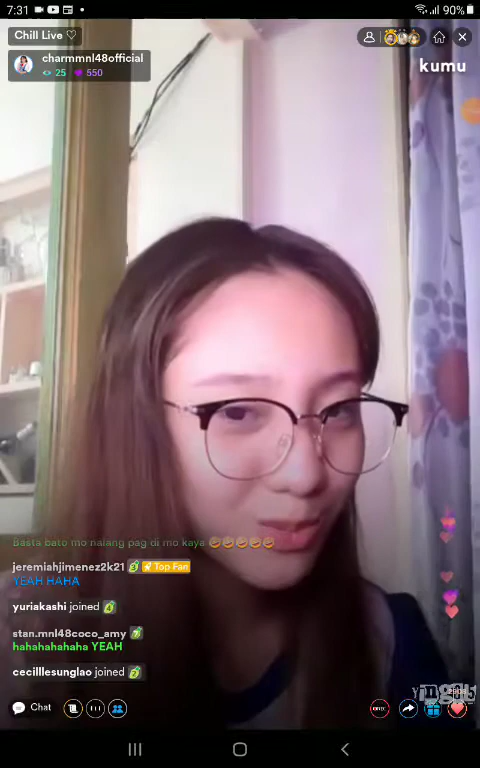 7:31
90%
Chill Live ♡
charmmnl48official
25 550
kumu
Basta bato mo nalang pag di mo kaya 🤣🤣🤣🤣🤣
jeremiahjimenez2k21 Top Fan
YEAH HAHA
yuriakashi joined
stan.mnl48coco_amy
hahahahahaha YEAH
cecilllesunglao joined
Chat